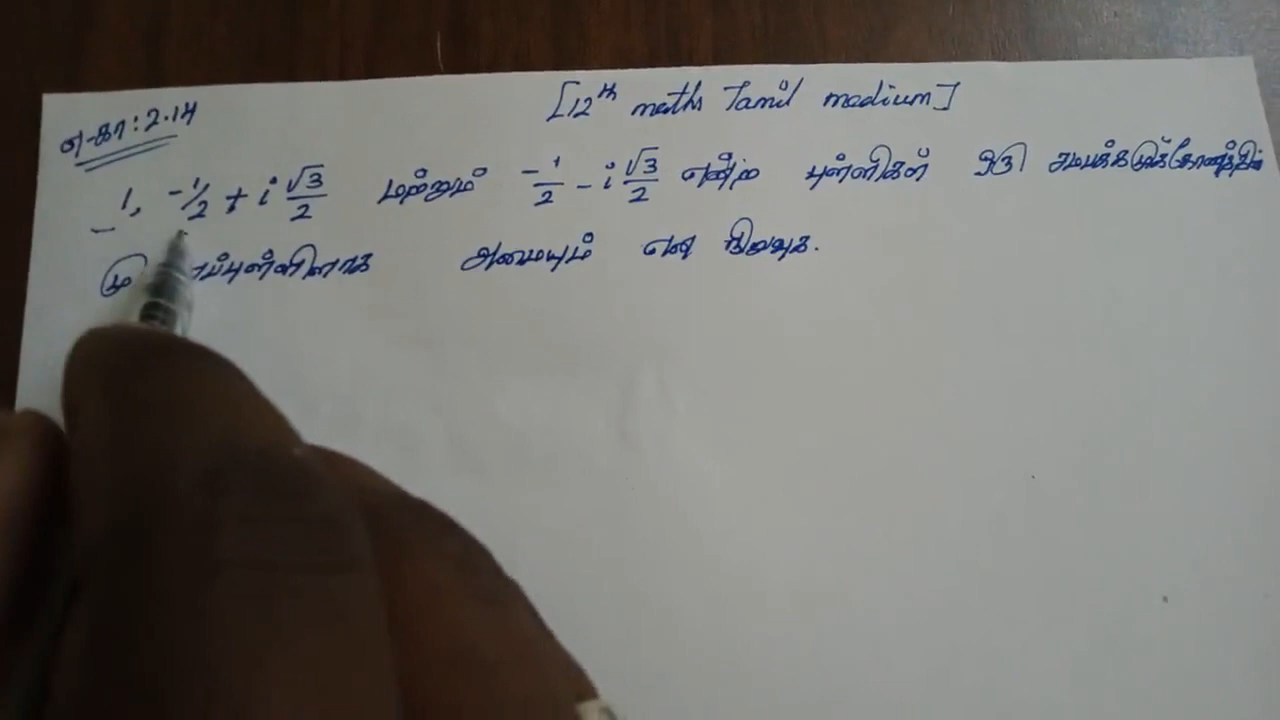 [12th maths Tamil medium]
எ-கா: 2.14
1, -1/2 + i √3/2 மற்றும் -1/2 - i √3/2 என்ற புள்ளிகள் ஒரு சமபக்கமுக்கோணத்தின்
அமையும் என நிறுவுக.